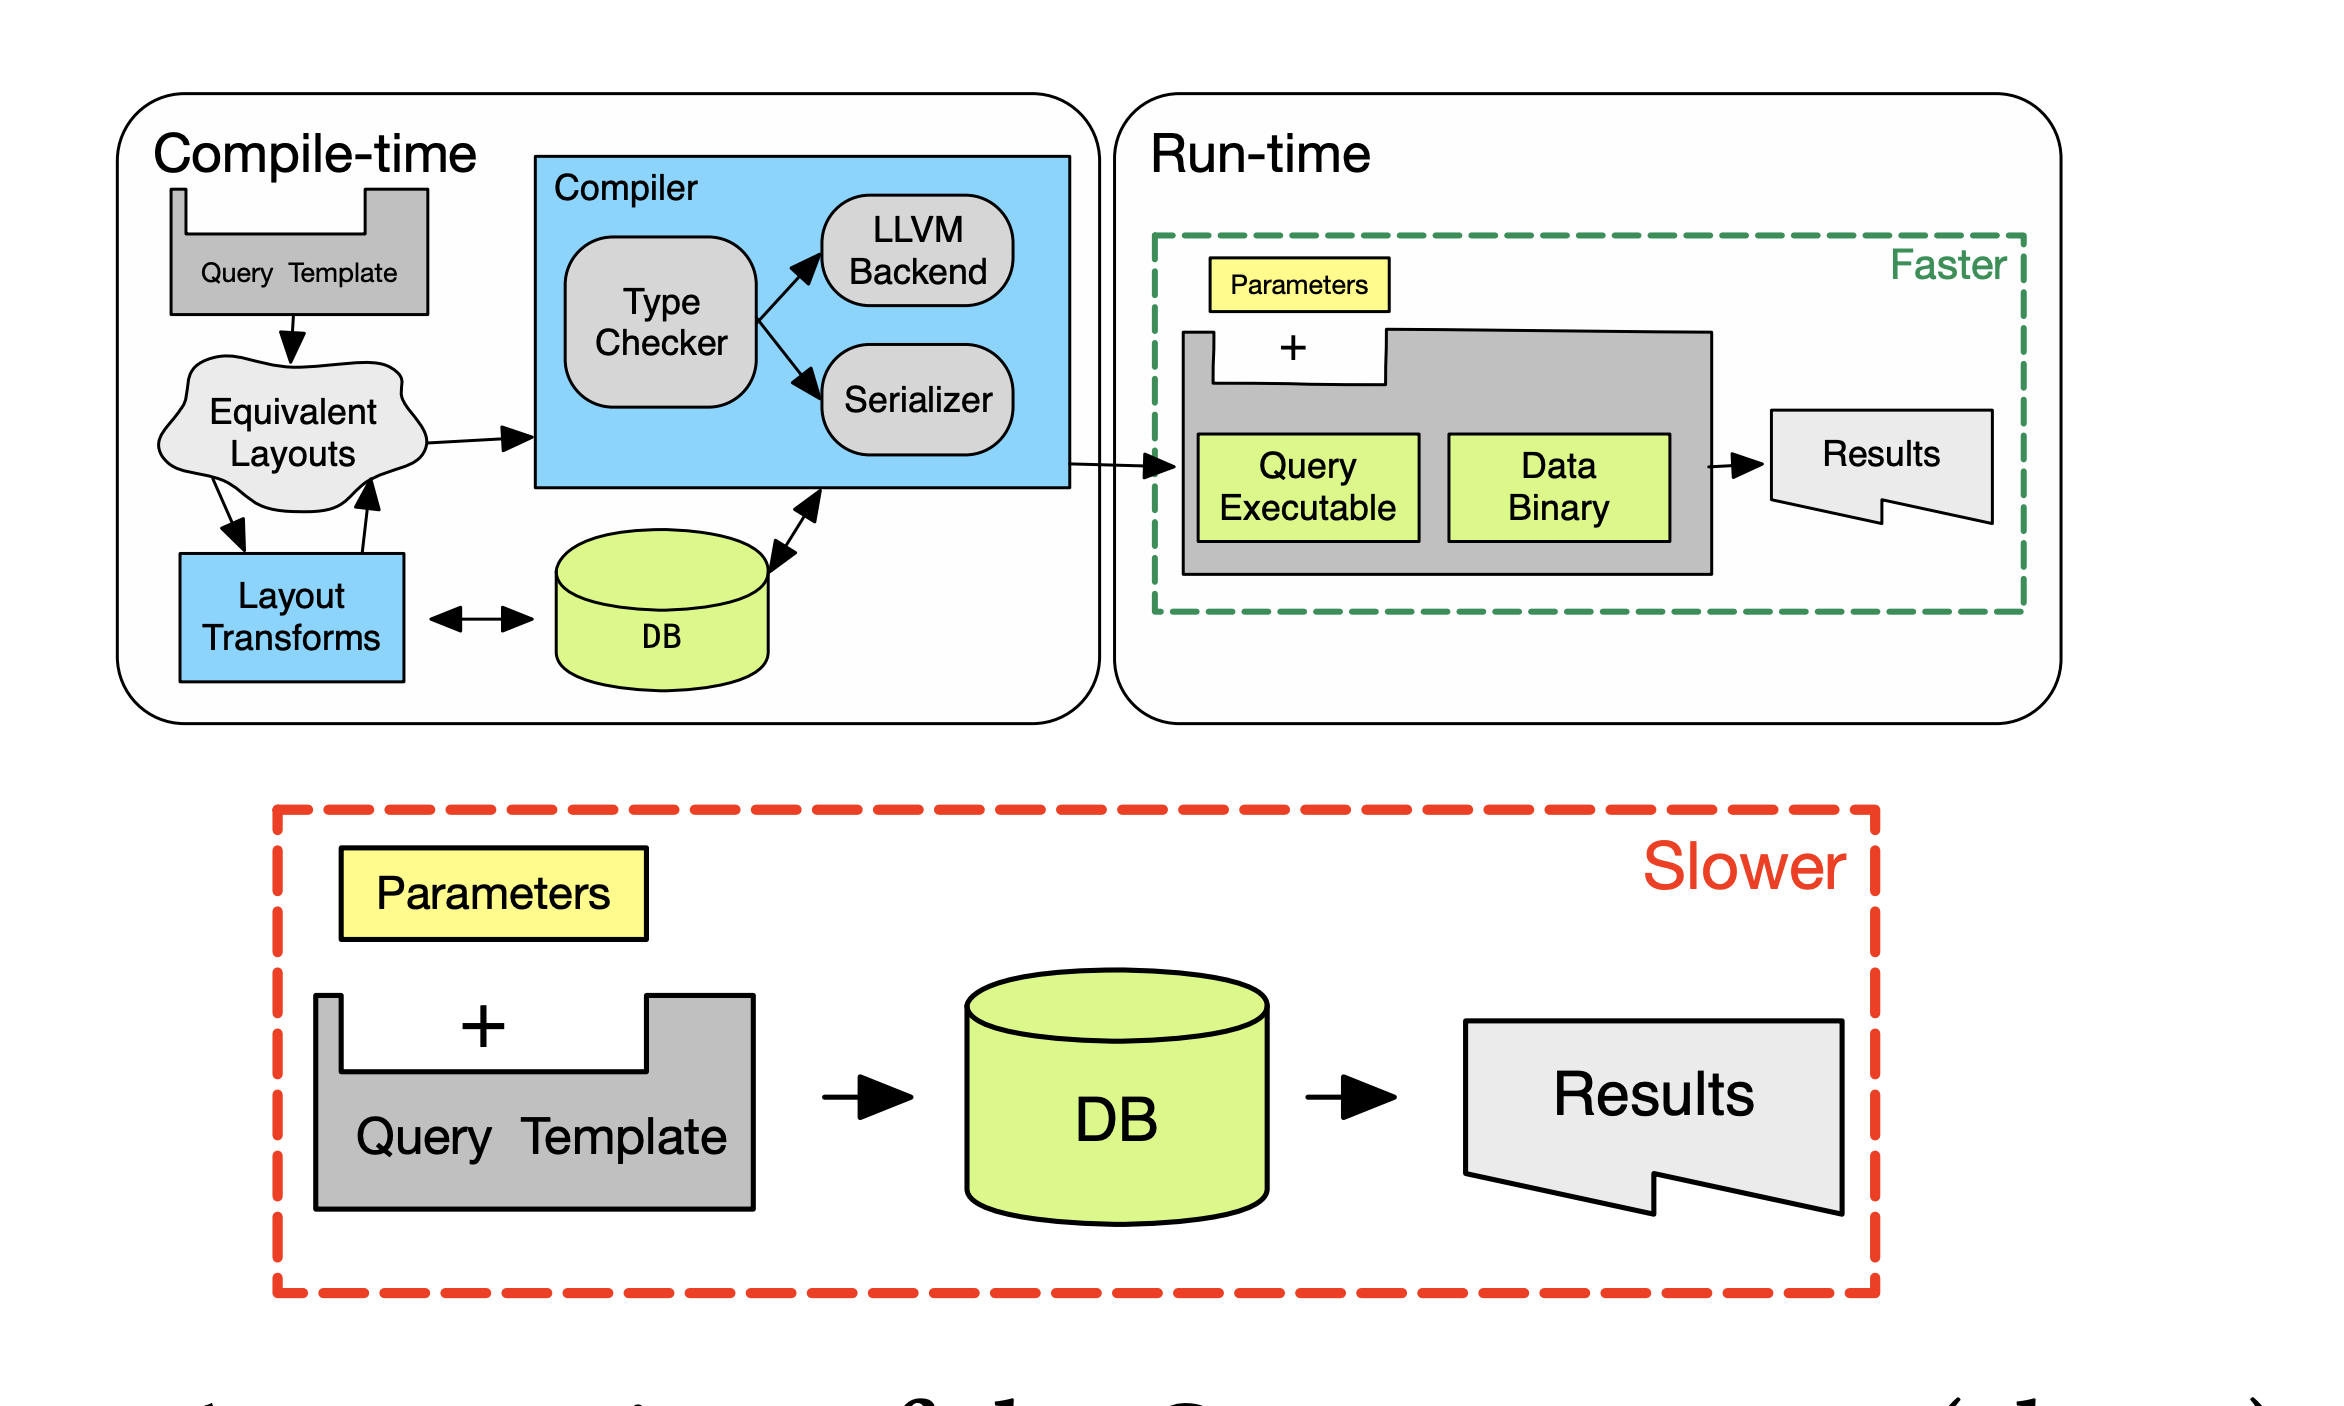 Compile-time
Query Template
Equivalent
Layouts
Layout
Transforms
Compiler
Type
Checker
LLVM
Backend
Serializer
DB
Run-time
Faster
Parameters
+
Query
Executable
Data
Binary
Results
Slower
Parameters
+
Query Template
DB
Results